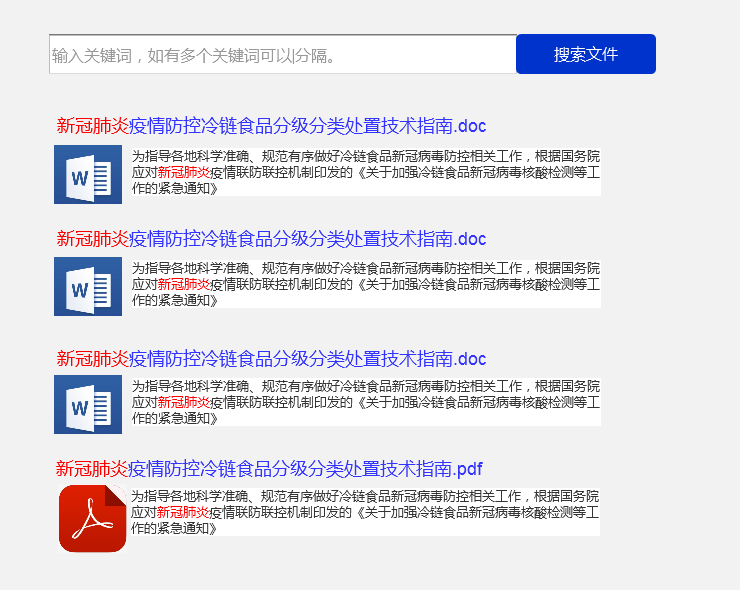 输入关键词，如有多个关键词可以|分隔。
搜索文件
新冠肺炎疫情防控冷链食品分级分类处置技术指南.doc
W
为指导各地科学准确、规范有序做好冷链食品新冠病毒防控相关工作，根据国务院
应对新冠肺炎疫情联防联控机制印发的《关于加强冷链食品新冠病毒核酸检测等工
作的紧急通知》
新冠肺炎疫情防控冷链食品分级分类处置技术指南.doc
W
为指导各地科学准确、规范有序做好冷链食品新冠病毒防控相关工作，根据国务院
应对新冠肺炎疫情联防联控机制印发的《关于加强冷链食品新冠病毒核酸检测等工
作的紧急通知》
新冠肺炎疫情防控冷链食品分级分类处置技术指南.doc
W
为指导各地科学准确、规范有序做好冷链食品新冠病毒防控相关工作，根据国务院
应对新冠肺炎疫情联防联控机制印发的《关于加强冷链食品新冠病毒核酸检测等工
作的紧急通知》
新冠肺炎疫情防控冷链食品分级分类处置技术指南.pdf
为指导各地科学准确、规范有序做好冷链食品新冠病毒防控相关工作，根据国务院
应对新冠肺炎疫情联防联控机制印发的《关于加强冷链食品新冠病毒核酸检测等工
作的紧急通知》